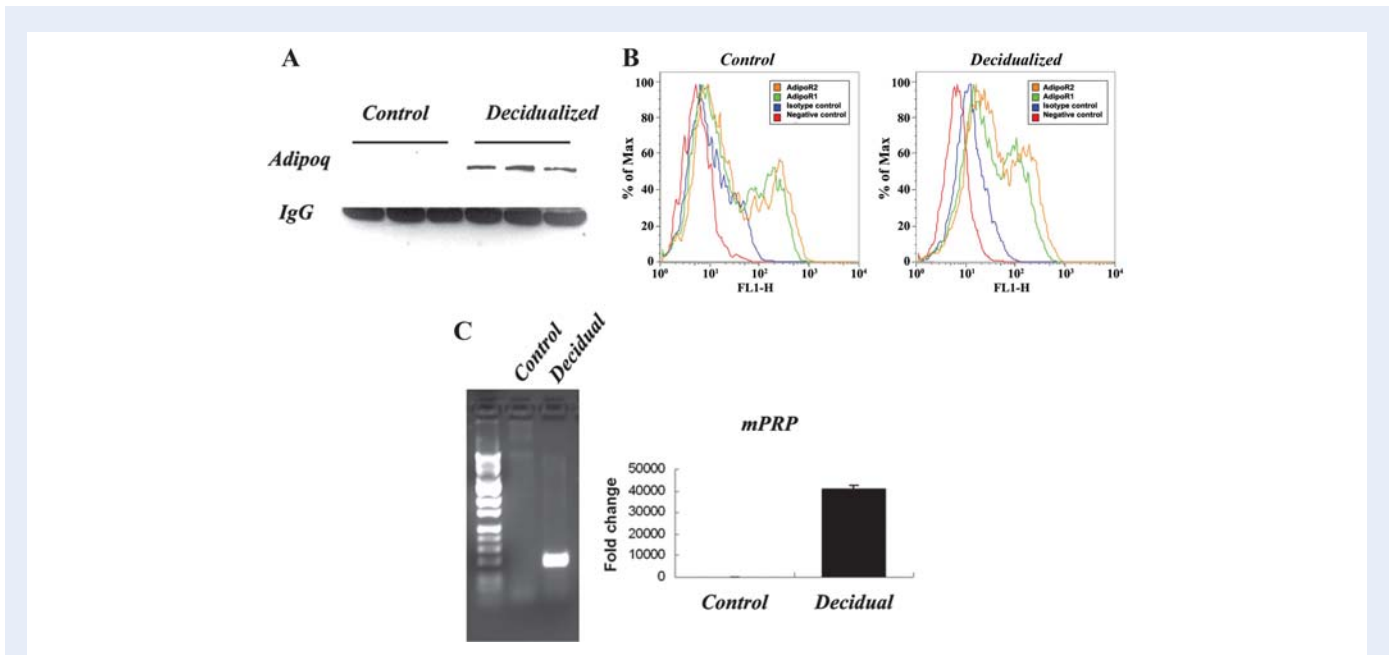 A
Control Decidualized
Adipoq
IgG
B
Control
100
80
60
40
20
0
% of Max
AdipoR2
AdipoR1
Isotype control
Negative control
10⁰ 10¹ 10² 10³ 10⁴
FL1-H
Decidualized
100
80
60
40
20
0
% of Max
AdipoR2
AdipoR1
Isotype control
Negative control
10⁰ 10¹ 10² 10³ 10⁴
FL1-H
C
Control
Decidual
mPRP
Fold change
50000
40000
30000
20000
10000
0
Control Decidual